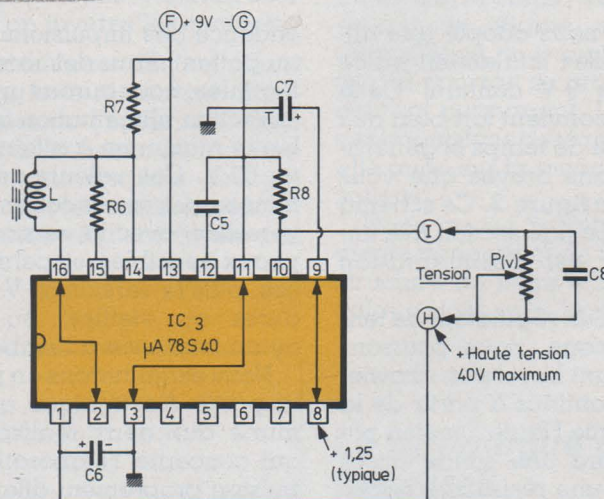 F + 9V - G
C7
T +
R7
L
R6
C5
R8
I
16 15 14 13 12 11 10 9
Tension
P(v)
C8
H
IC 3
µA 78 S 40
+ Haute tension
40V maximum
1 2 3 4 5 6 7 8
C6
+ 1,25
(typique)